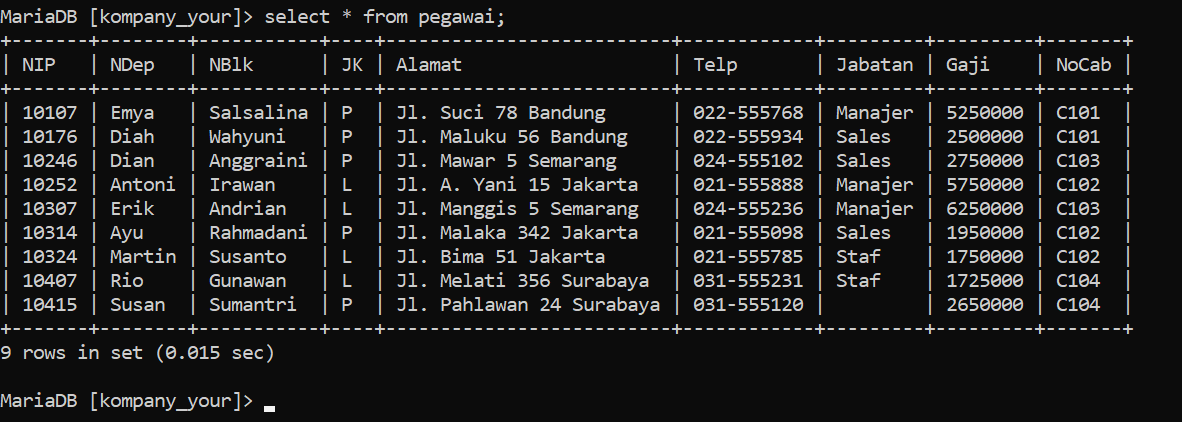 MariaDB [kompany_your]> select * from pegawai;
+-------+--------+-----------+----+-------------------------+------------+---------+---------+-------+
| NIP   | NDep   | NBlk      | JK | Alamat                  | Telp       | Jabatan | Gaji    | NoCab |
+-------+--------+-----------+----+-------------------------+------------+---------+---------+-------+
| 10107 | Emya   | Salsalina | P  | Jl. Suci 78 Bandung     | 022-555768 | Manajer | 5250000 | C101  |
| 10176 | Diah   | Wahyuni   | P  | Jl. Maluku 56 Bandung   | 022-555934 | Sales   | 2500000 | C101  |
| 10246 | Dian   | Anggraini | P  | Jl. Mawar 5 Semarang    | 024-555102 | Sales   | 2750000 | C103  |
| 10252 | Antoni | Irawan    | L  | Jl. A. Yani 15 Jakarta  | 021-555888 | Manajer | 5750000 | C102  |
| 10307 | Erik   | Andrian   | L  | Jl. Manggis 5 Semarang  | 024-555236 | Manajer | 6250000 | C103  |
| 10314 | Ayu    | Rahmadani | P  | Jl. Malaka 342 Jakarta  | 021-555098 | Sales   | 1950000 | C102  |
| 10324 | Martin | Susanto   | L  | Jl. Bima 51 Jakarta     | 021-555785 | Staf    | 1750000 | C102  |
| 10407 | Rio    | Gunawan   | L  | Jl. Melati 356 Surabaya | 031-555231 | Staf    | 1725000 | C104  |
| 10415 | Susan  | Sumantri  | P  | Jl. Pahlawan 24 Surabaya | 031-555120 |         | 2650000 | C104  |
+-------+--------+-----------+----+-------------------------+------------+---------+---------+-------+
9 rows in set (0.015 sec)
MariaDB [kompany_your]>